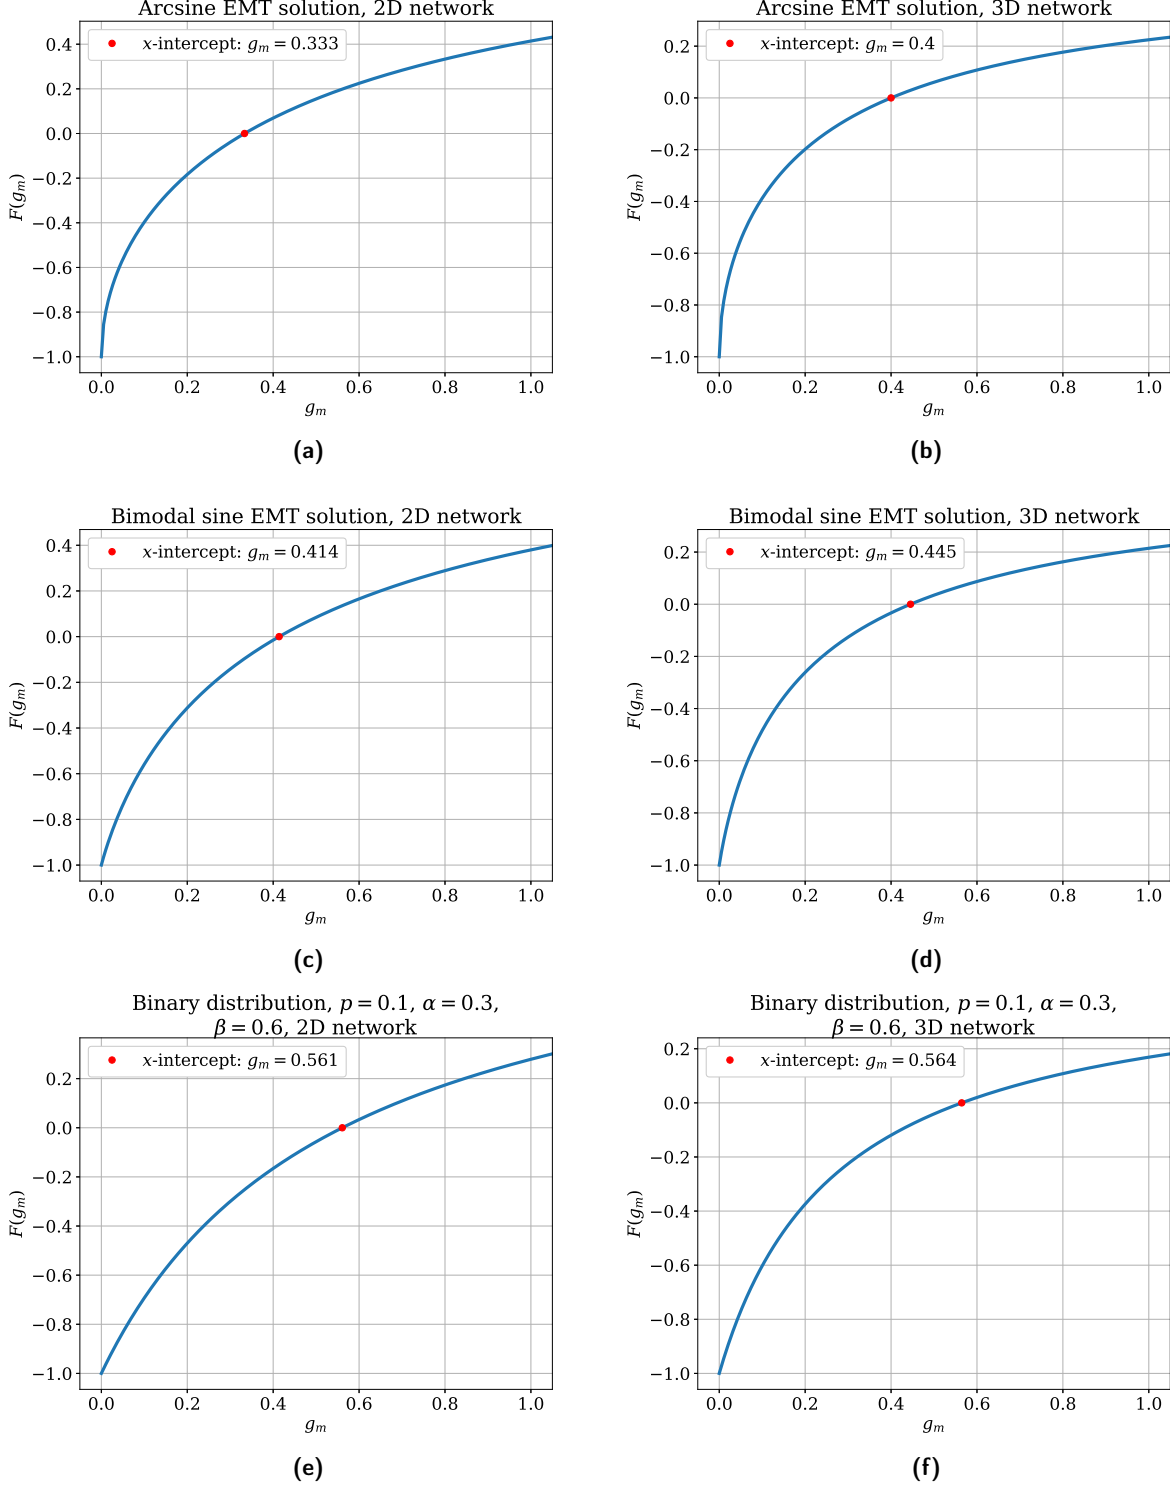 Arcsine EMT solution, 2D network
x-intercept: g_m = 0.333
0.4
0.2
0.0
−0.2
−0.4
−0.6
−0.8
−1.0
F(g_m)
0.0 0.2 0.4 0.6 0.8 1.0
g_m
(a)
Arcsine EMT solution, 3D network
x-intercept: g_m = 0.4
0.2
0.0
−0.2
−0.4
−0.6
−0.8
−1.0
F(g_m)
0.0 0.2 0.4 0.6 0.8 1.0
g_m
(b)
Bimodal sine EMT solution, 2D network
x-intercept: g_m = 0.414
0.4
0.2
0.0
−0.2
−0.4
−0.6
−0.8
−1.0
F(g_m)
0.0 0.2 0.4 0.6 0.8 1.0
g_m
(c)
Bimodal sine EMT solution, 3D network
x-intercept: g_m = 0.445
0.2
0.0
−0.2
−0.4
−0.6
−0.8
−1.0
F(g_m)
0.0 0.2 0.4 0.6 0.8 1.0
g_m
(d)
Binary distribution, p = 0.1, α = 0.3,
β = 0.6, 2D network
x-intercept: g_m = 0.561
0.2
0.0
−0.2
−0.4
−0.6
−0.8
−1.0
F(g_m)
0.0 0.2 0.4 0.6 0.8 1.0
g_m
(e)
Binary distribution, p = 0.1, α = 0.3,
β = 0.6, 3D network
x-intercept: g_m = 0.564
0.2
0.0
−0.2
−0.4
−0.6
−0.8
−1.0
F(g_m)
0.0 0.2 0.4 0.6 0.8 1.0
g_m
(f)